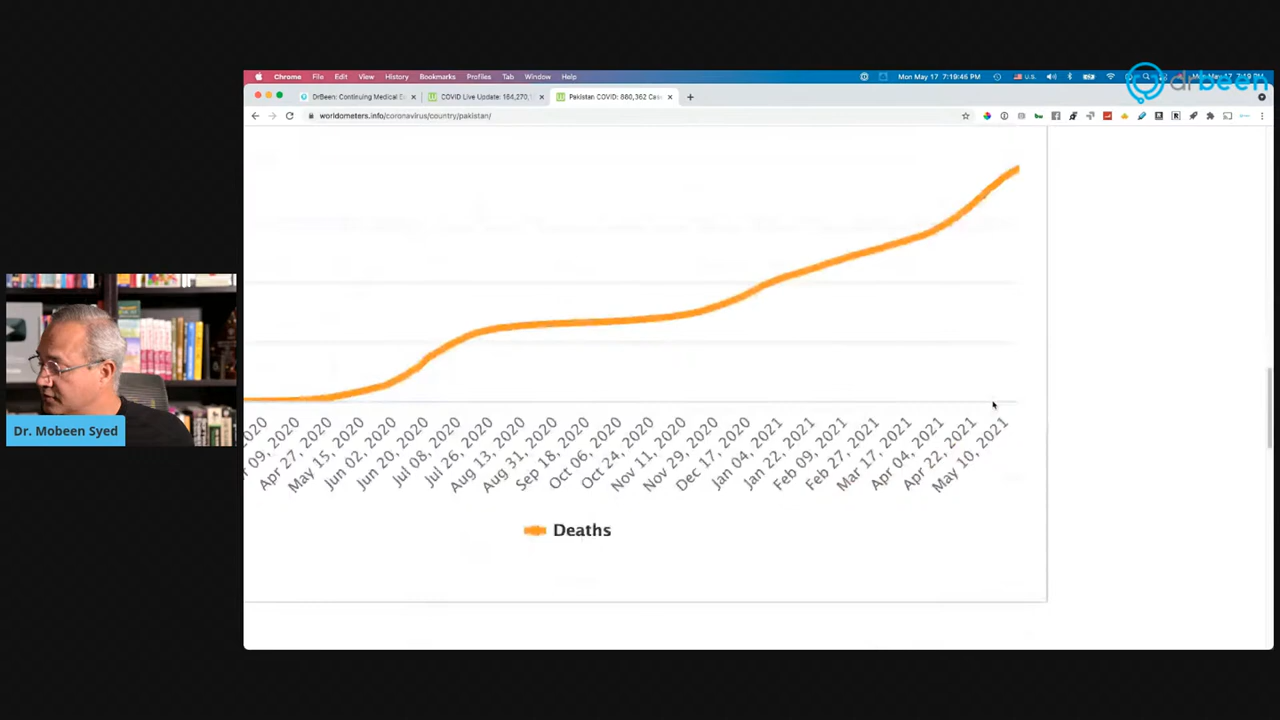 Chrome File Edit View History Bookmarks Profiles Tab Window Help
U.S. Mon May 17 7:19:46 PM
drbeen
DrBeen: Continuing Medical E
COVID Live Update: 164,270,1
Pakistan COVID: 880,362 Cas
worldometers.info/coronavirus/country/pakistan/
2020
09, 2020
Apr 27, 2020
May 15, 2020
Jun 02, 2020
Jun 20, 2020
Jul 08, 2020
Jul 26, 2020
Aug 13, 2020
Aug 31, 2020
Sep 18, 2020
Oct 06, 2020
Oct 24, 2020
Nov 11, 2020
Nov 29, 2020
Dec 17, 2020
Jan 04, 2021
Jan 22, 2021
Feb 09, 2021
Feb 27, 2021
Mar 17, 2021
Apr 04, 2021
Apr 22, 2021
May 10, 2021
Dr. Mobeen Syed
Deaths